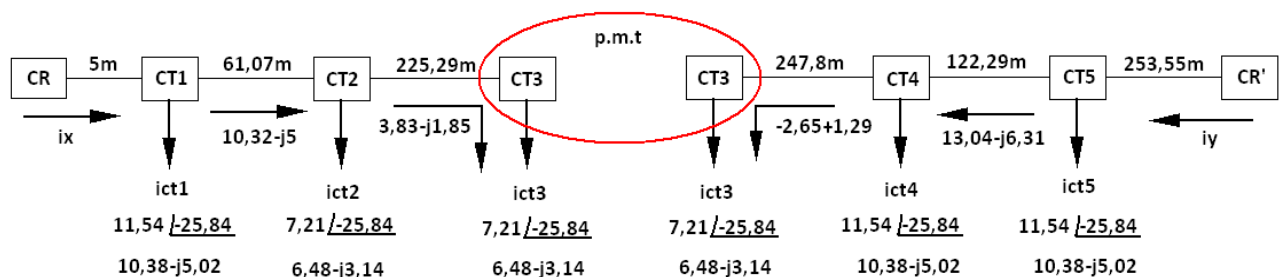 p.m.t
CR 5m CT1 61,07m CT2 225,29m CT3 CT3 247,8m CT4 122,29m CT5 253,55m CR'
ix 10,32-j5 3,83-j1,85 -2,65+1,29 13,04-j6,31 iy
ict1 ict2 ict3 ict3 ict4 ict5
11,54 /-25,84 7,21 /-25,84 7,21 /-25,84 7,21 /-25,84 11,54 /-25,84 11,54 /-25,84
10,38-j5,02 6,48-j3,14 6,48-j3,14 6,48-j3,14 10,38-j5,02 10,38-j5,02